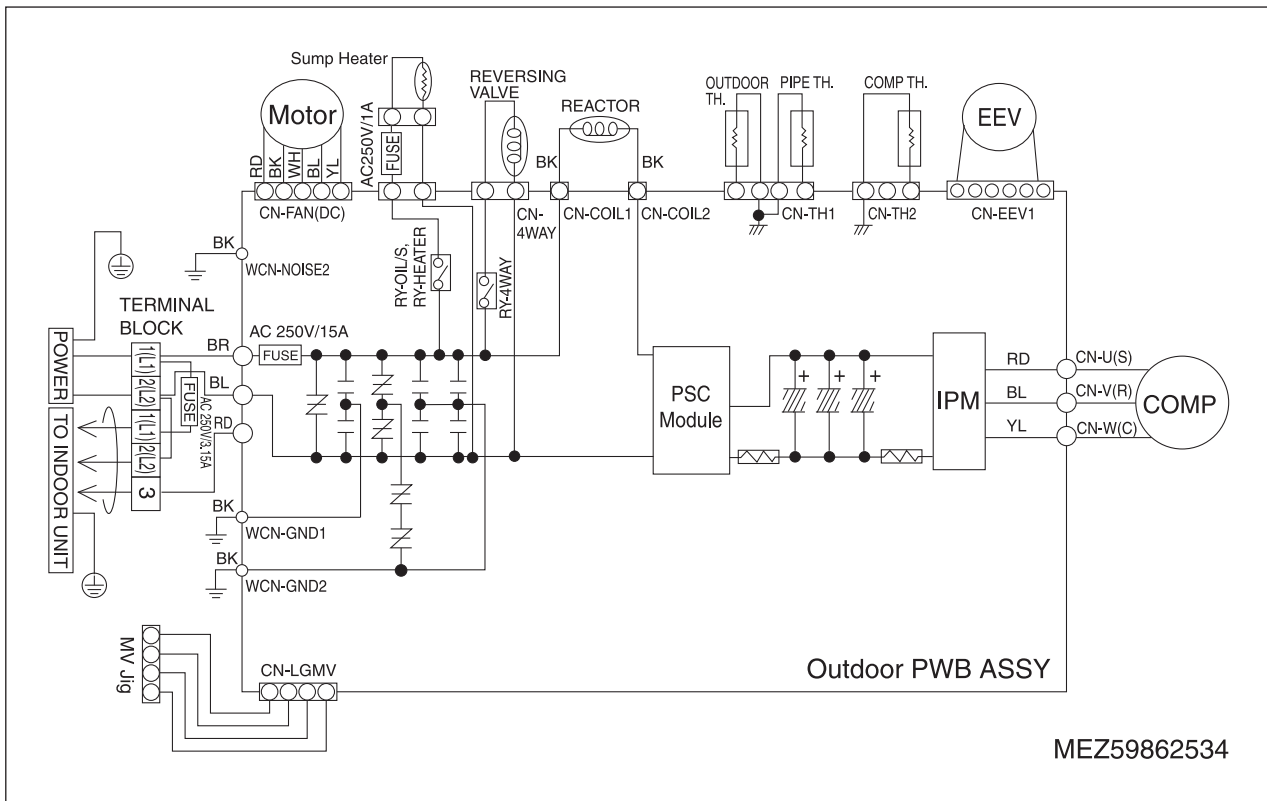 Sump Heater
REVERSING
VALVE
REACTOR
OUTDOOR
TH.
PIPE TH.
COMP TH.
Motor
EEV
AC250V/1A
FUSE
RD
BK
WH
BL
YL
BK
BK
CN-FAN(DC)
CN-
4WAY
CN-COIL1
CN-COIL2
CN-TH1
CN-TH2
CN-EEV1
BK
WCN-NOISE2
RY-OIL/S,
RY-HEATER
RY-4WAY
TERMINAL
BLOCK
AC 250V/15A
BR
FUSE
POWER
1(L1)
2(L2)
1(L1)
2(L2)
3
FUSE
AC 250V/3.15A
BL
RD
TO INDOOR UNIT
PSC
Module
IPM
RD
BL
YL
CN-U(S)
CN-V(R)
CN-W(C)
COMP
+
+
+
BK
WCN-GND1
BK
WCN-GND2
MV Jig
CN-LGMV
Outdoor PWB ASSY
MEZ59862534